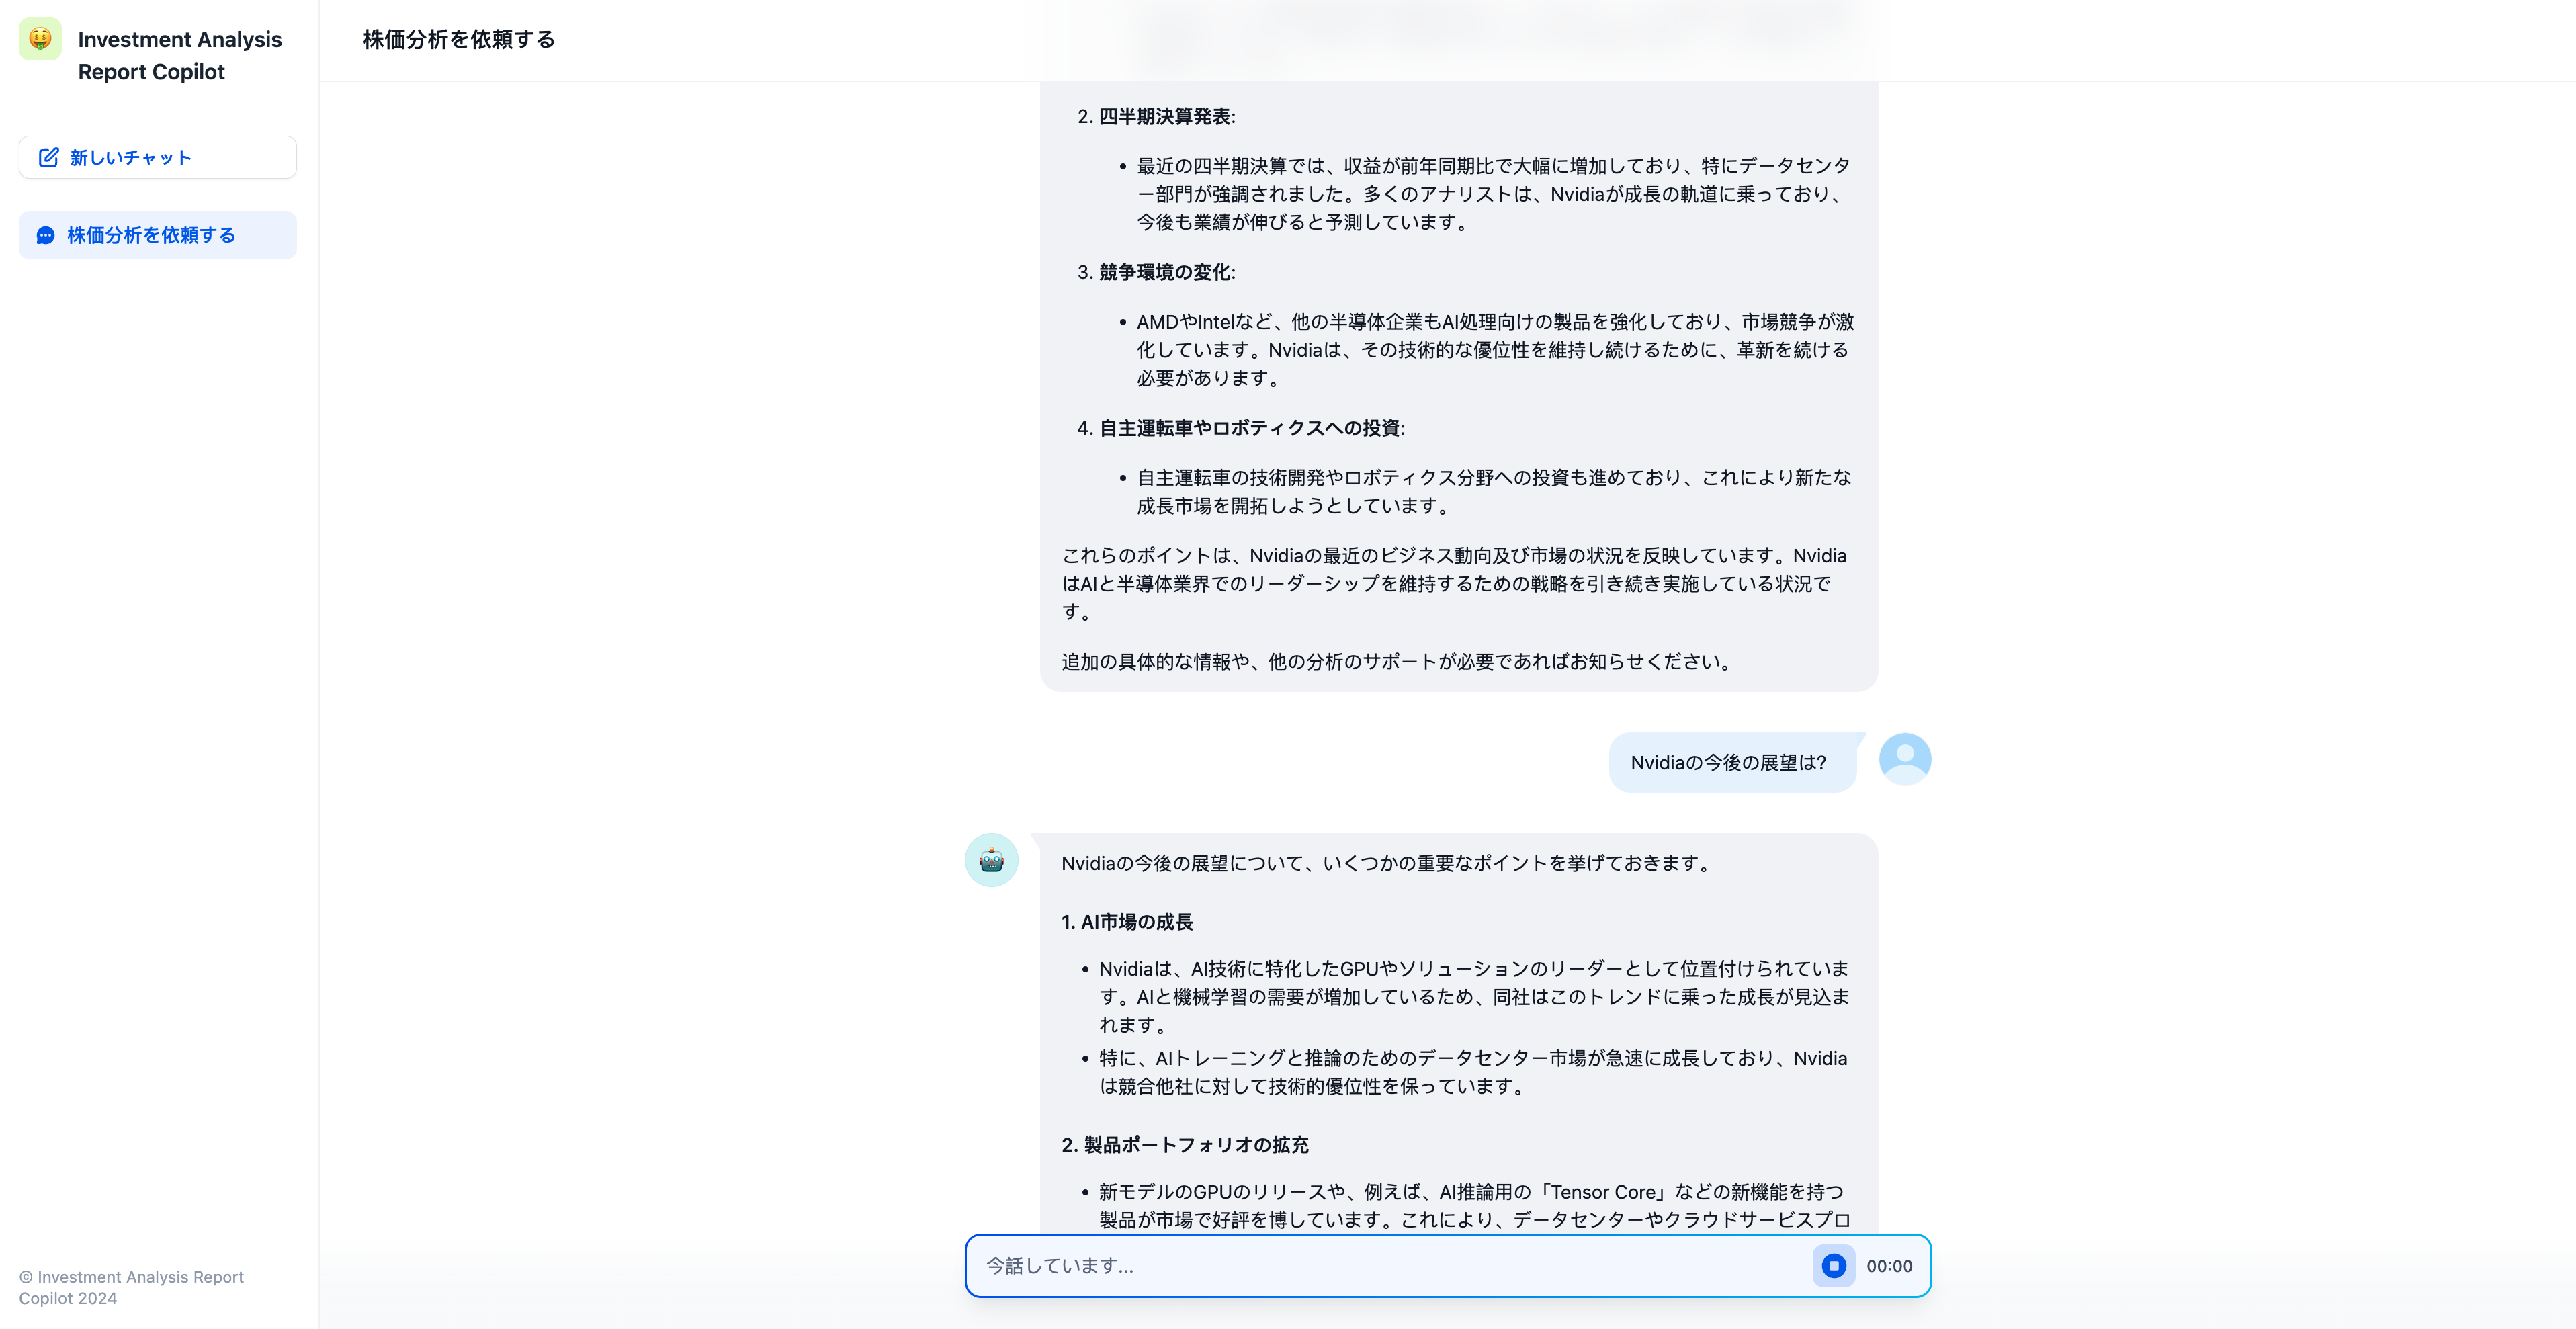 Investment Analysis
Report Copilot
新しいチャット
株価分析を依頼する
© Investment Analysis Report
Copilot 2024
株価分析を依頼する
2. 四半期決算発表:
• 最近の四半期決算では、収益が前年同期比で大幅に増加しており、特にデータセンタ
ー部門が強調されました。多くのアナリストは、Nvidiaが成長の軌道に乗っており、
今後も業績が伸びると予測しています。
3. 競争環境の変化:
• AMDやIntelなど、他の半導体企業もAI処理向けの製品を強化しており、市場競争が激
化しています。Nvidiaは、その技術的な優位性を維持し続けるために、革新を続ける
必要があります。
4. 自主運転車やロボティクスへの投資:
• 自主運転車の技術開発やロボティクス分野への投資も進めており、これにより新たな
成長市場を開拓しようとしています。
これらのポイントは、Nvidiaの最近のビジネス動向及び市場の状況を反映しています。Nvidia
はAIと半導体業界でのリーダーシップを維持するための戦略を引き続き実施している状況で
す。
追加の具体的な情報や、他の分析のサポートが必要であればお知らせください。
Nvidiaの今後の展望は?
Nvidiaの今後の展望について、いくつかの重要なポイントを挙げておきます。
1. AI市場の成長
• Nvidiaは、AI技術に特化したGPUやソリューションのリーダーとして位置付けられていま
す。AIと機械学習の需要が増加しているため、同社はこのトレンドに乗った成長が見込ま
れます。
• 特に、AIトレーニングと推論のためのデータセンター市場が急速に成長しており、Nvidia
は競合他社に対して技術的優位性を保っています。
2. 製品ポートフォリオの拡充
• 新モデルのGPUのリリースや、例えば、AI推論用の「Tensor Core」などの新機能を持つ
製品が市場で好評を博しています。これにより、データセンターやクラウドサービスプロ
今話しています...
00:00